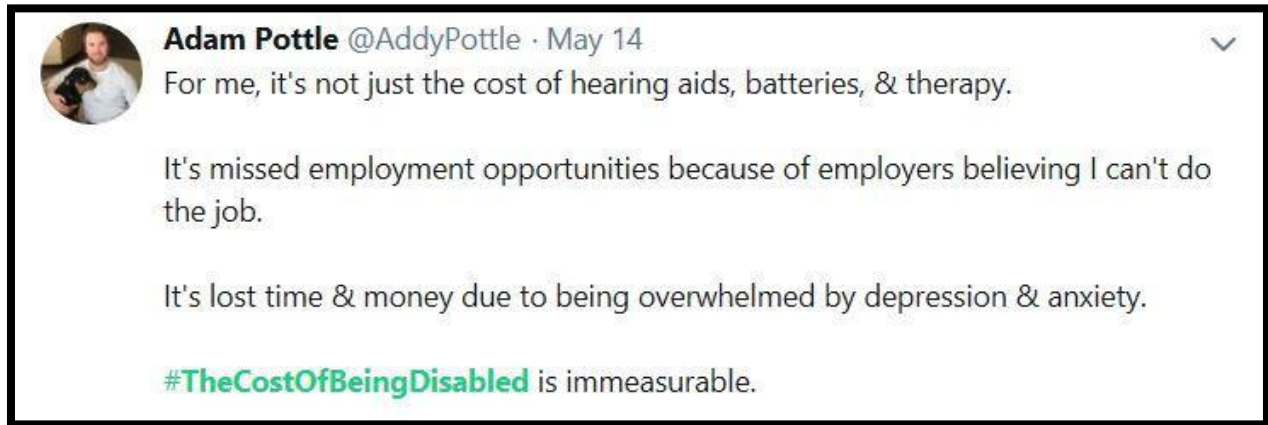 Adam Pottle @AddyPottle · May 14
For me, it's not just the cost of hearing aids, batteries, & therapy.
It's missed employment opportunities because of employers believing I can't do
the job.
It's lost time & money due to being overwhelmed by depression & anxiety.
#TheCostOfBeingDisabled is immeasurable.